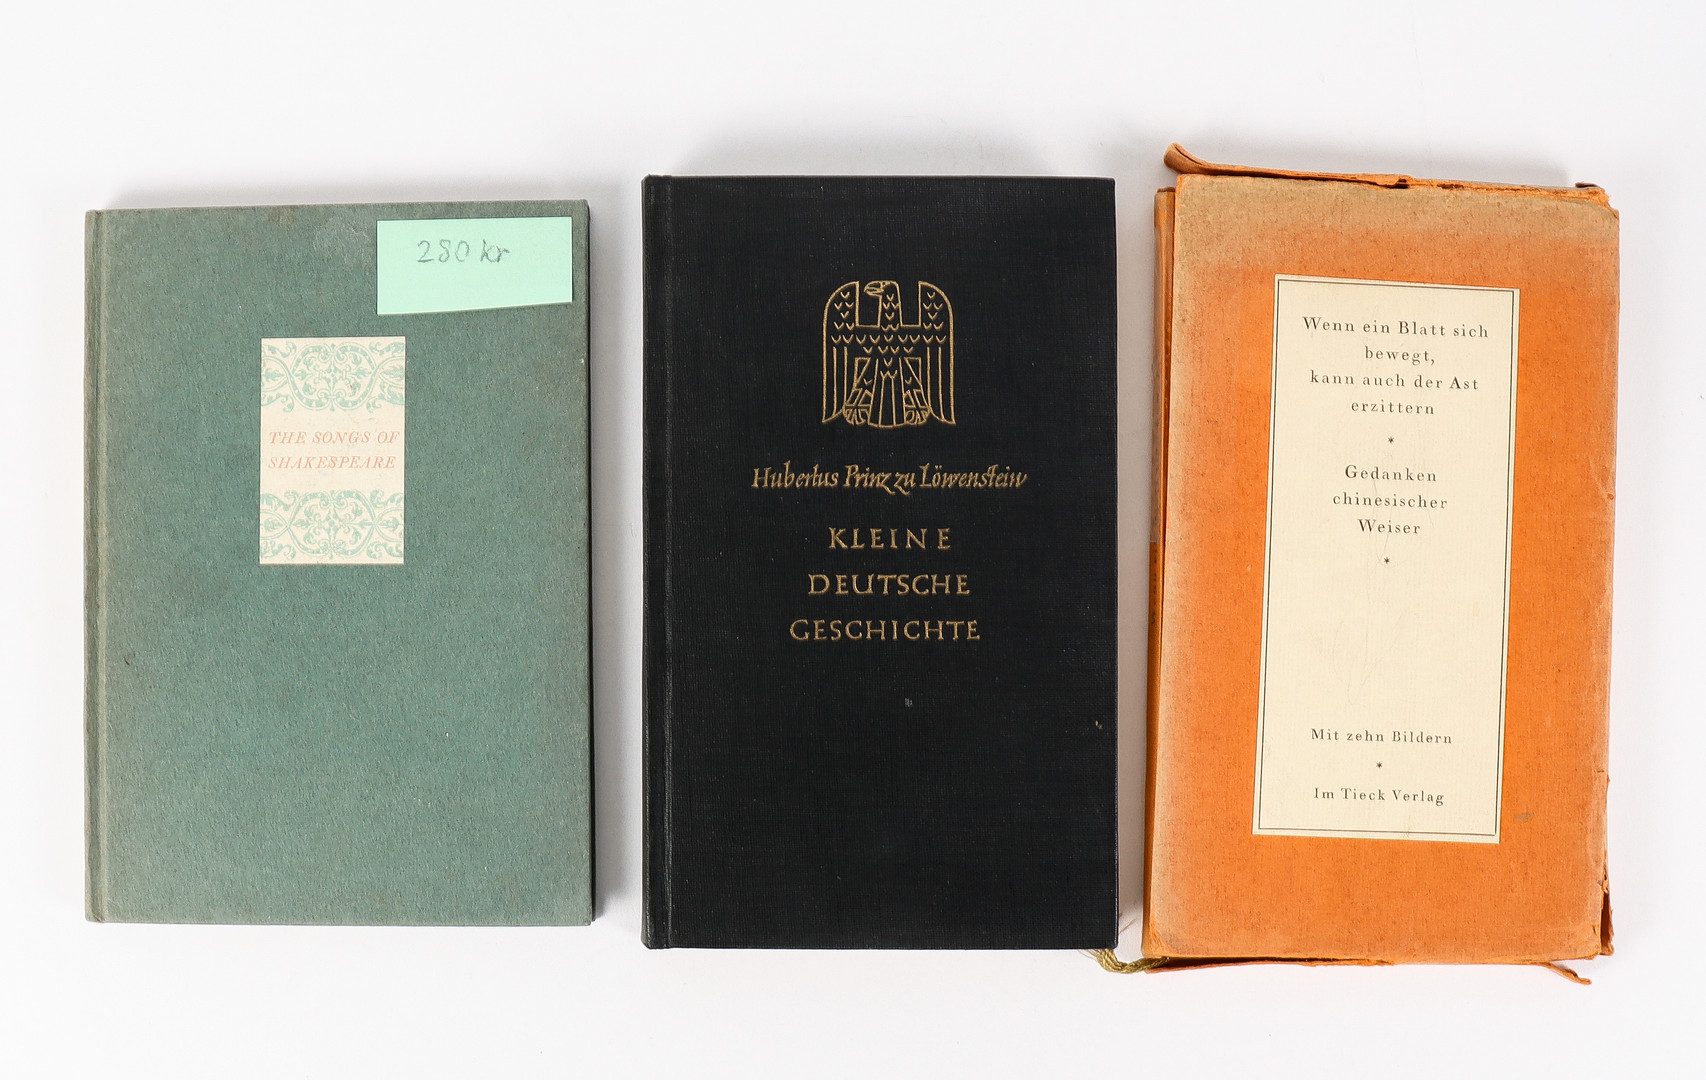 280 kr
THE SONGS OF
SHAKESPEARE
Hubertus Prinz zu Löwenstein
KLEINE
DEUTSCHE
GESCHICHTE
Wenn ein Blatt sich
bewegt,
kann auch der Ast
erzittern
*
Gedanken
chinesischer
Weiser
*
Mit zehn Bildern
*
Im Tieck Verlag